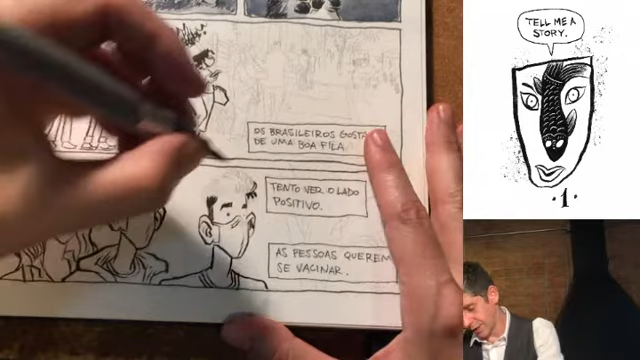 OS BRASILEIROS GOSTA
DE UMA BOA FILA.
TENTO VER O LADO
POSITIVO.
AS PESSOAS QUEREM
SE VACINAR.
TELL ME A
STORY.
·1·